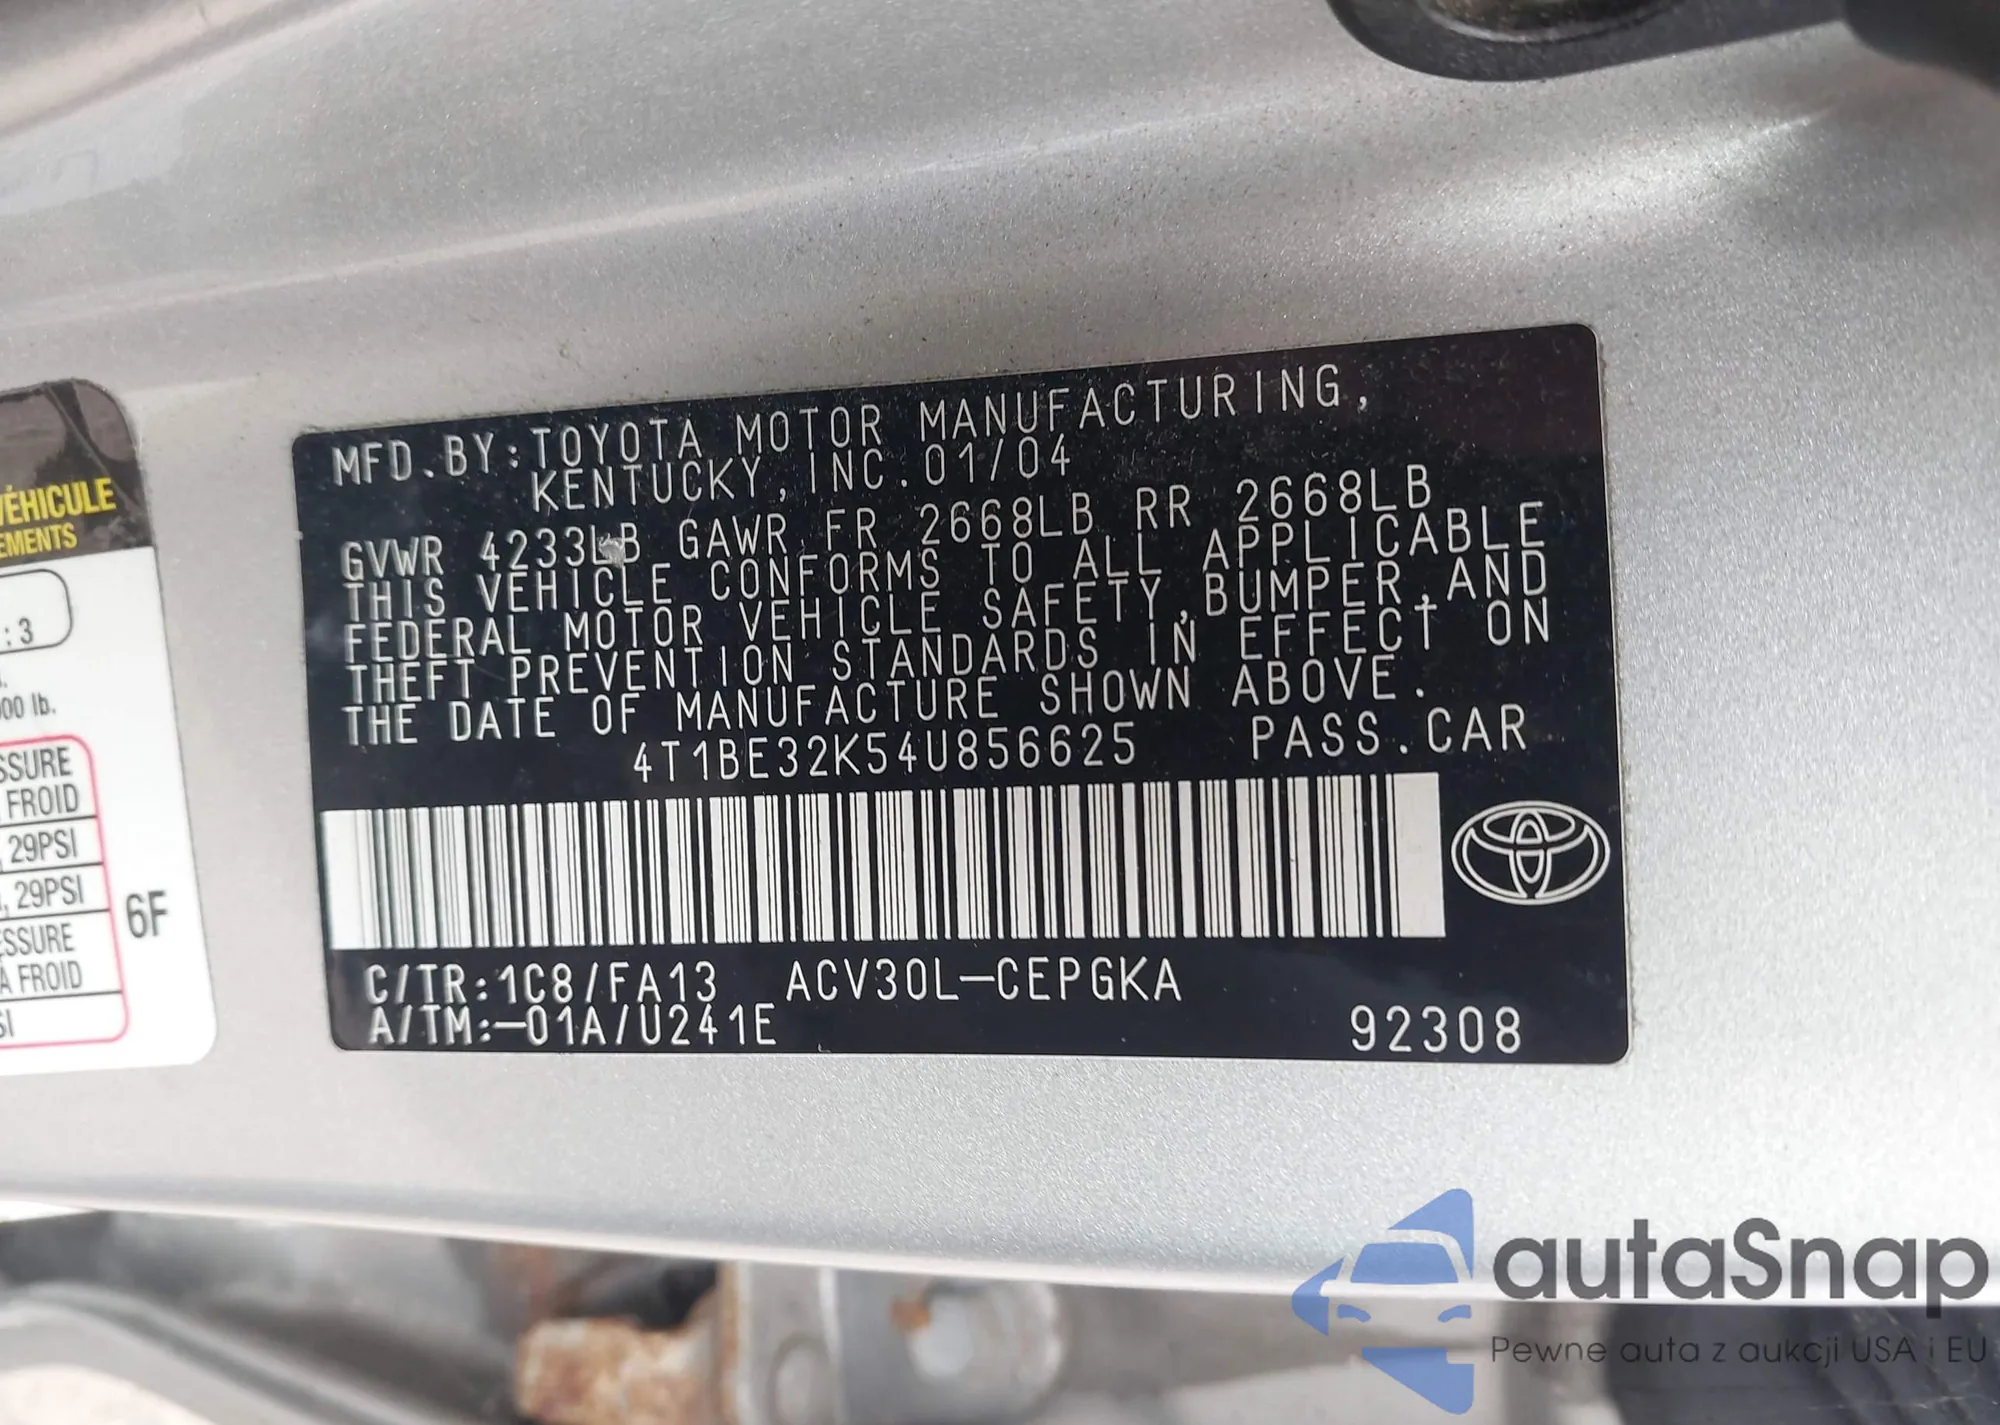 VÉHICULE
EMENTS
: 3
00 lb.
SSURE
FROID
, 29PSI
, 29PSI
ESSURE
À FROID
SI
6F
MFD.BY:TOYOTA MOTOR MANUFACTURING,
KENTUCKY, INC.01/04
GVWR 4233LB GAWR FR 2668LB RR 2668LB
THIS VEHICLE CONFORMS TO ALL APPLICABLE
FEDERAL MOTOR VEHICLE SAFETY,BUMPER,AND
THEFT PREVENTION STANDARDS IN EFFECT ON
THE DATE OF MANUFACTURE SHOWN ABOVE.
4T1BE32K54U856625 PASS.CAR
C/TR:1C8/FA13 ACV30L-CEPGKA
A/TM:-01A/U241E 92308
autaSnap
Pewne auta z aukcji USA i EU